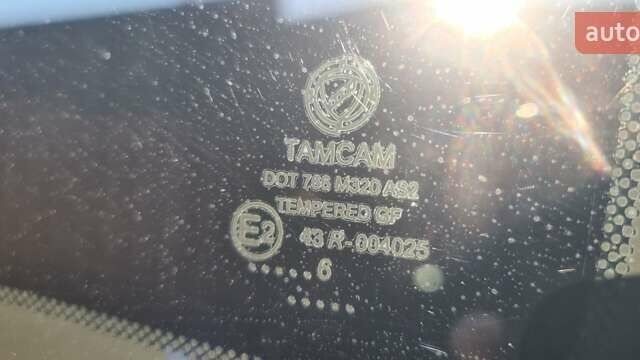 auto
TAMCAM
DOT 786 M320 AS2
TEMPERED GF
E2 43 R-004025
..... 6
.... ...